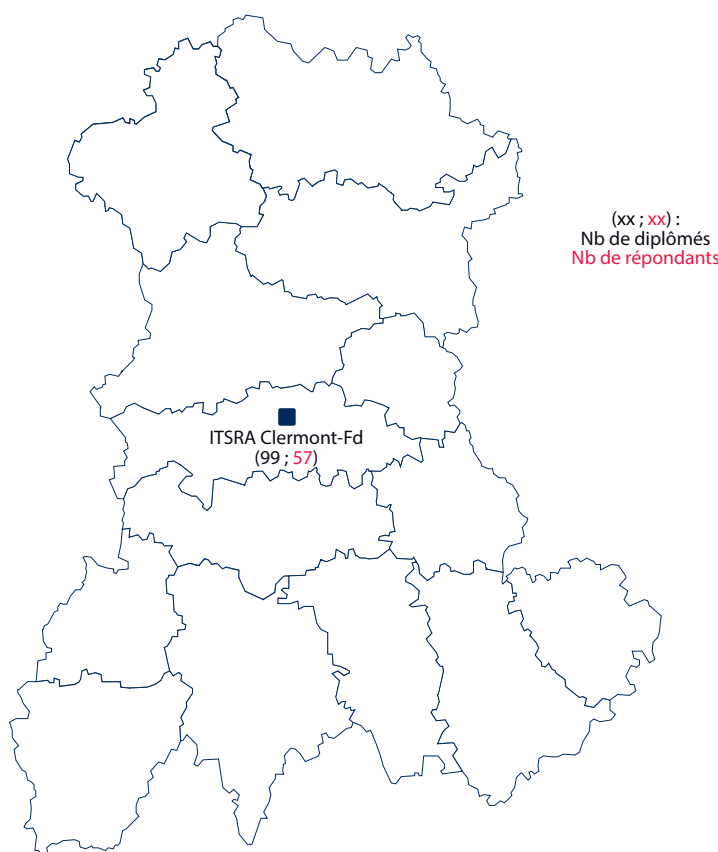 (xx ; xx) :
Nb de diplômés
Nb de répondants
ITSRA Clermont-Fd
(99 ; 57)